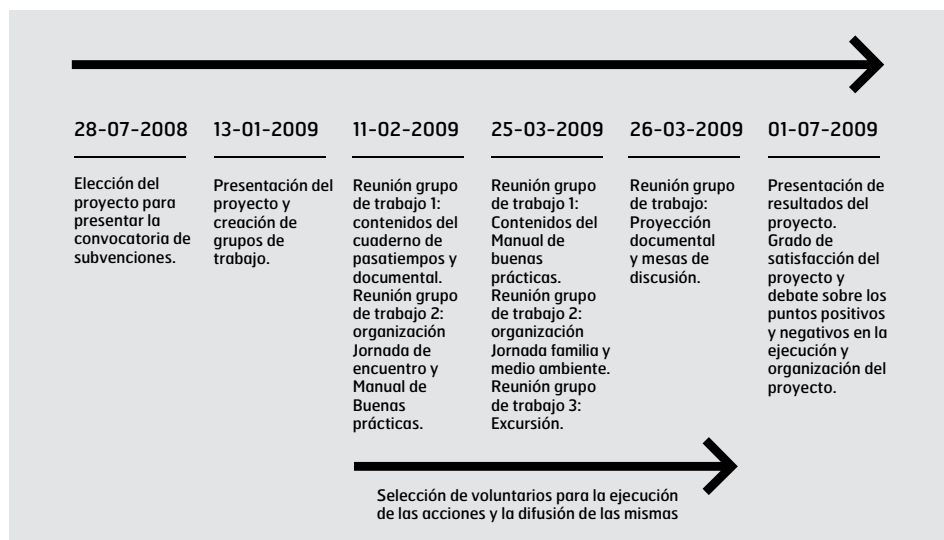 28-07-2008
Elección del
proyecto para
presentar la
convocatoria de
subvenciones.
13-01-2009
Presentación del
proyecto y
creación de
grupos de
trabajo.
11-02-2009
Reunión grupo
de trabajo 1:
contenidos del
cuaderno de
pasatiempos y
documental.
Reunión grupo
de trabajo 2:
organización
Jornada de
encuentro y
Manual de
Buenas
prácticas.
25-03-2009
Reunión grupo
de trabajo 1:
Contenidos del
Manual de
buenas
prácticas.
Reunión grupo
de trabajo 2:
organización
Jornada familia y
medio ambiente.
Reunión grupo
de trabajo 3:
Excursión.
26-03-2009
Reunión grupo
de trabajo:
Proyección
documental
y mesas de
discusión.
01-07-2009
Presentación de
resultados del
proyecto.
Grado de
satisfacción del
proyecto y
debate sobre los
puntos positivos
y negativos en la
ejecución y
organización del
proyecto.
Selección de voluntarios para la ejecución
de las acciones y la difusión de las mismas